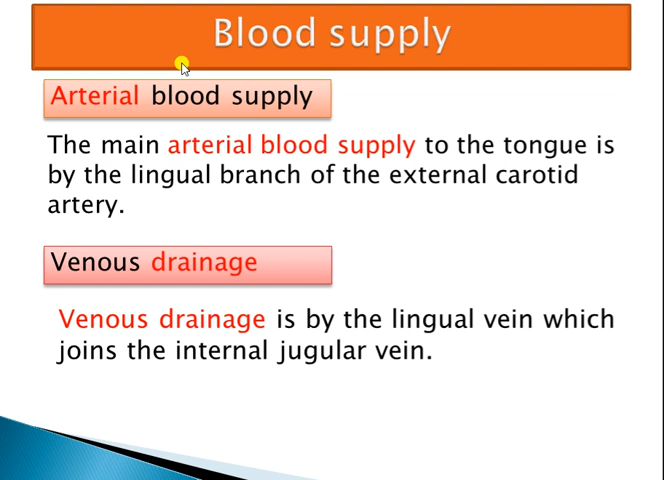 Blood supply
Arterial blood supply
The main arterial blood supply to the tongue is
by the lingual branch of the external carotid
artery.
Venous drainage
Venous drainage is by the lingual vein which
joins the internal jugular vein.